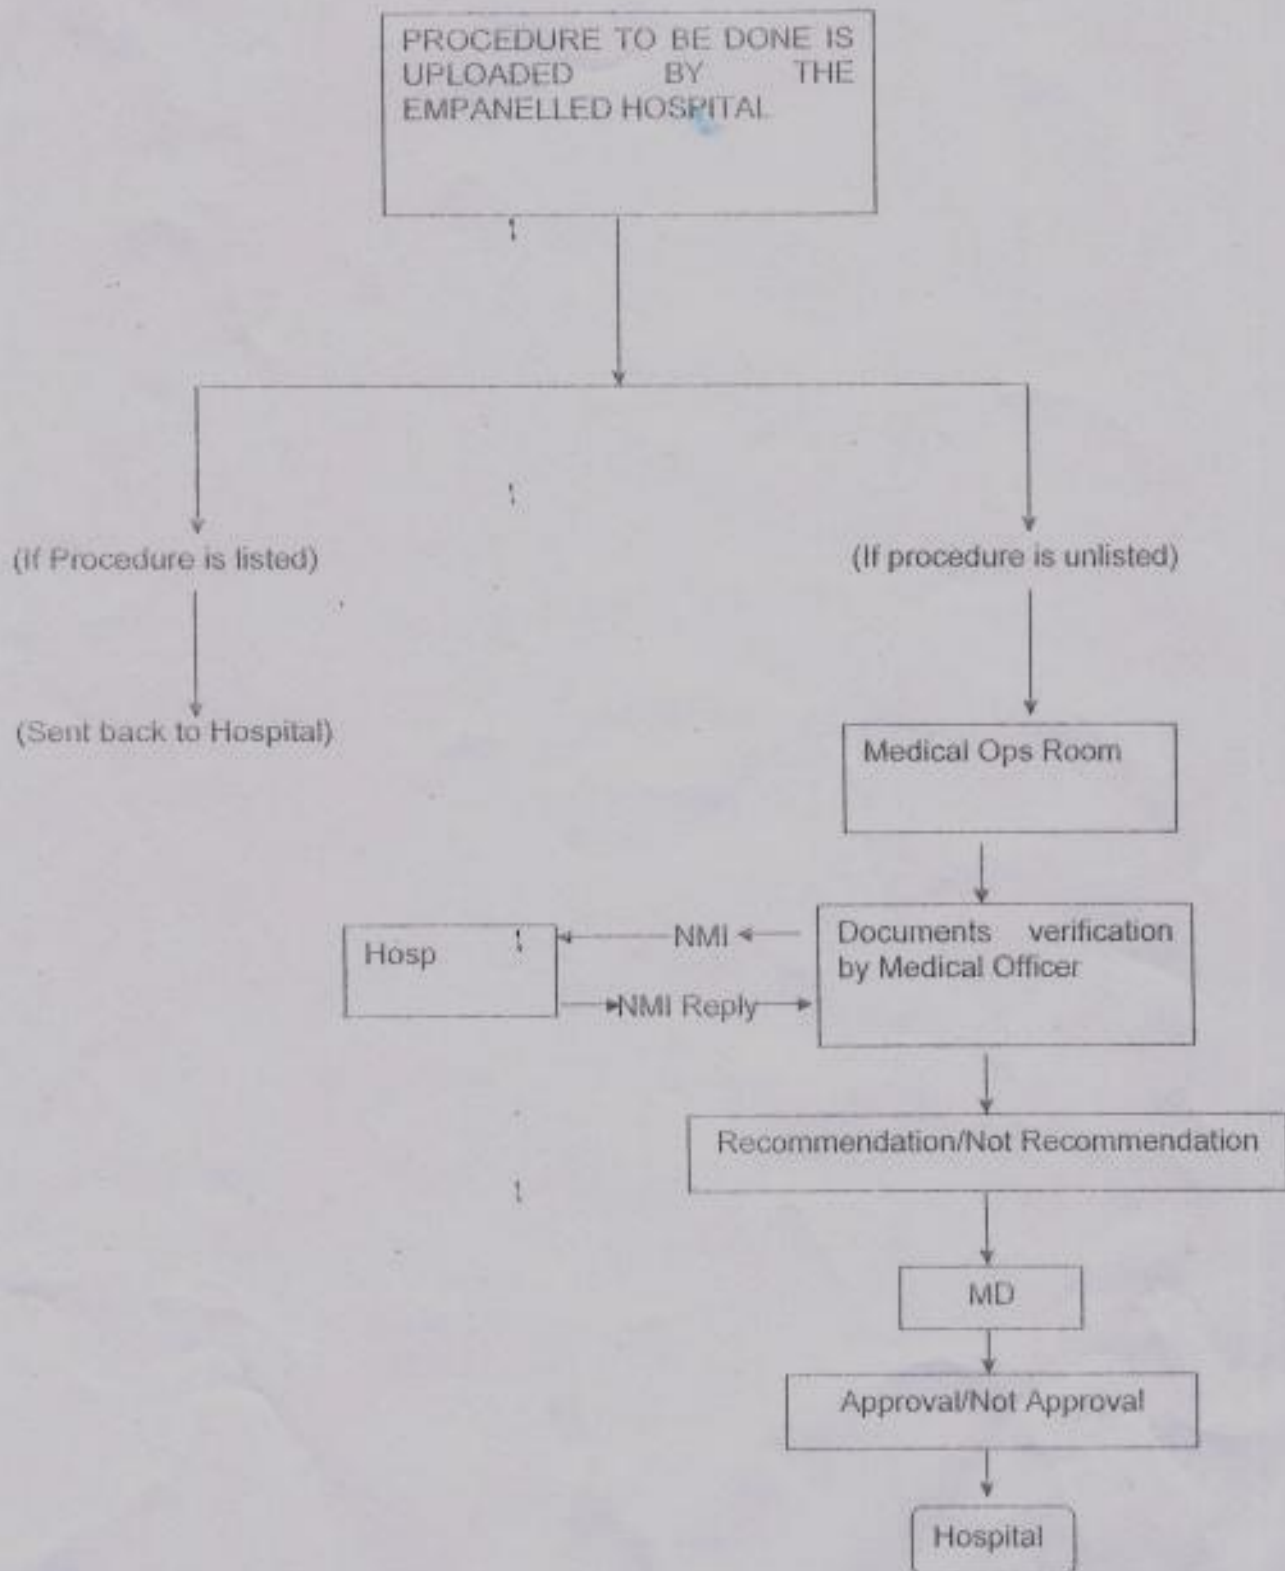 PROCEDURE TO BE DONE IS
UPLOADED BY THE
EMPANELLED HOSPITAL
(If Procedure is listed)
(If procedure is unlisted)
(Sent back to Hospital)
Medical Ops Room
Hosp
NMI
Documents verification
by Medical Officer
NMI Reply
Recommendation/Not Recommendation
MD
Approval/Not Approval
Hospital